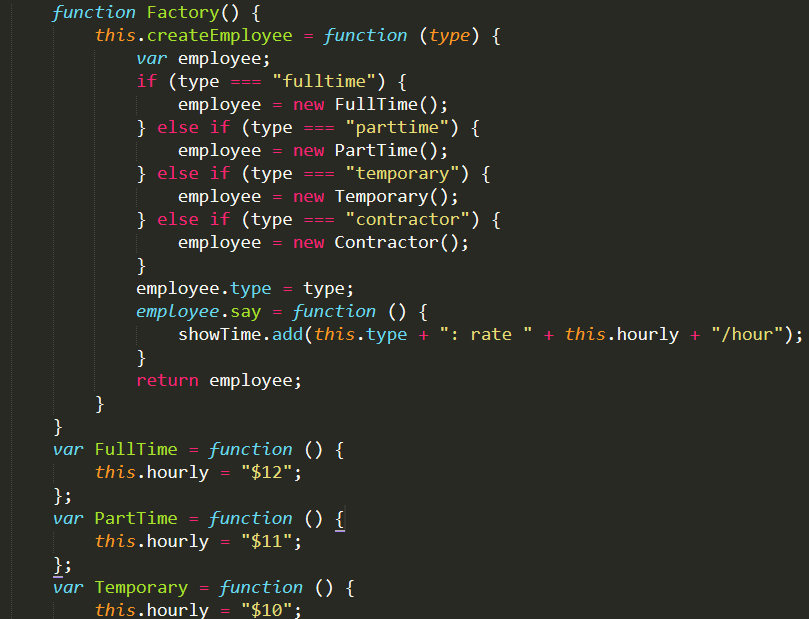 function Factory() {
    this.createEmployee = function (type) {
        var employee;
        if (type === "fulltime") {
            employee = new FullTime();
        } else if (type === "parttime") {
            employee = new PartTime();
        } else if (type === "temporary") {
            employee = new Temporary();
        } else if (type === "contractor") {
            employee = new Contractor();
        }
        employee.type = type;
        employee.say = function () {
            showTime.add(this.type + ": rate " + this.hourly + "/hour");
        }
        return employee;
    }
}
var FullTime = function () {
    this.hourly = "$12";
};
var PartTime = function () {
    this.hourly = "$11";
};
var Temporary = function () {
    this.hourly = "$10";